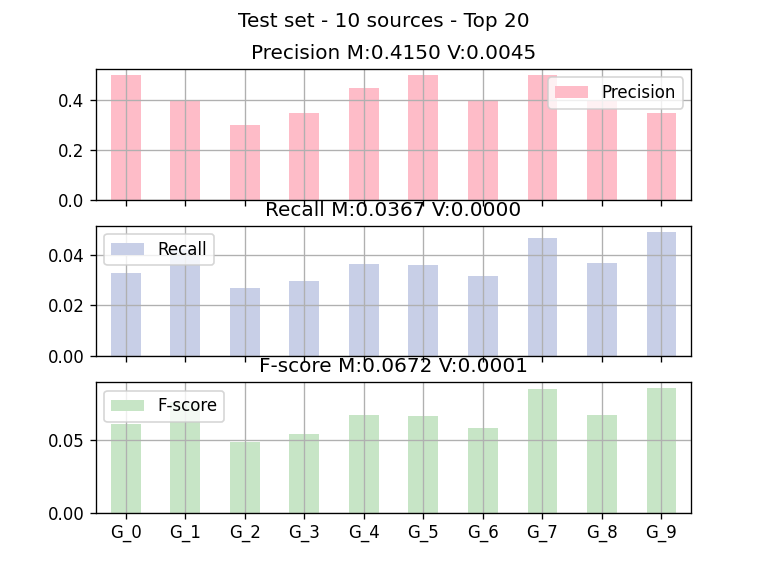 Test set - 10 sources - Top 20
Precision M:0.4150 V:0.0045
Precision
0.4
0.2
0.0
Recall M:0.0367 V:0.0000
Recall
0.04
0.02
0.00
F-score M:0.0672 V:0.0001
F-score
0.05
0.00
G_0 G_1 G_2 G_3 G_4 G_5 G_6 G_7 G_8 G_9